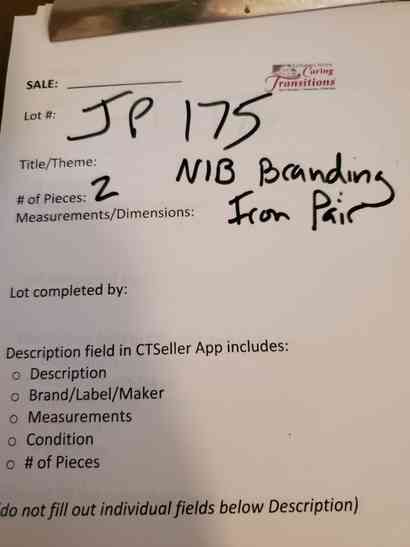 Caring
Transitions
SALE:
Lot #: JP 175
Title/Theme: NIB Branding
Iron Pair
# of Pieces: 2
Measurements/Dimensions:
Lot completed by:
Description field in CTSeller App includes:
o Description
o Brand/Label/Maker
o Measurements
o Condition
o # of Pieces
(do not fill out individual fields below Description)